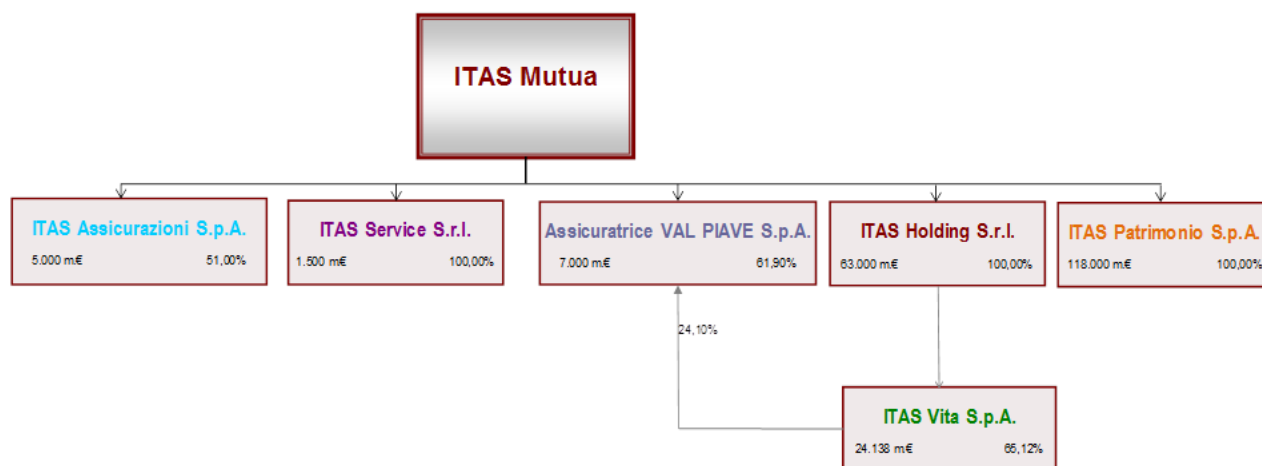 ITAS Mutua
ITAS Assicurazioni S.p.A.
5.000 m€ 51,00%
ITAS Service S.r.l.
1.500 m€ 100,00%
Assicuratrice VAL PIAVE S.p.A.
7.000 m€ 61,90%
ITAS Holding S.r.l.
63.000 m€ 100,00%
ITAS Patrimonio S.p.A.
118.000 m€ 100,00%
24,10%
ITAS Vita S.p.A.
24.138 m€ 65,12%